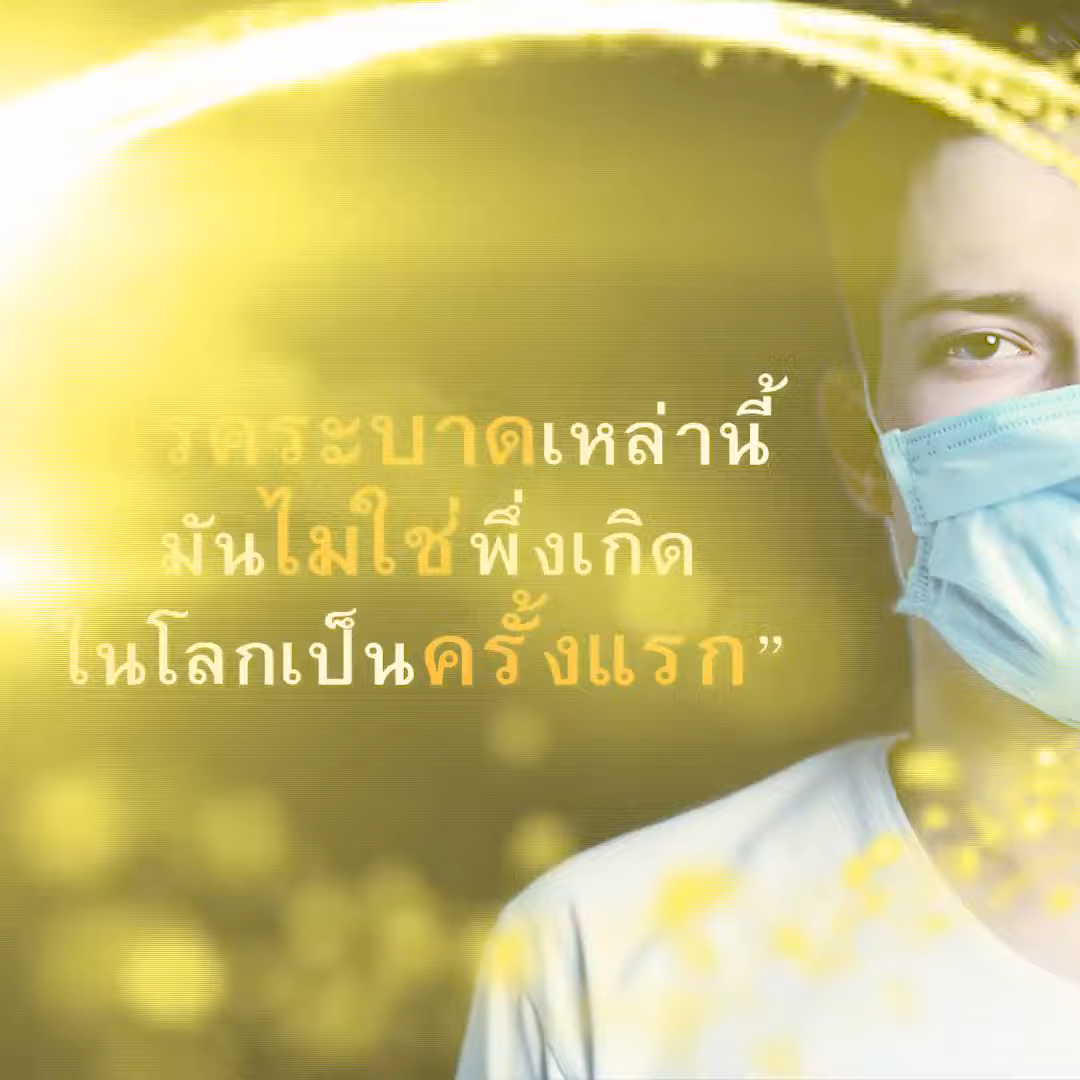 โรคระบาดเหล่านี้
มันไม่ใช่พึ่งเกิด
ในโลกเป็นครั้งแรก”